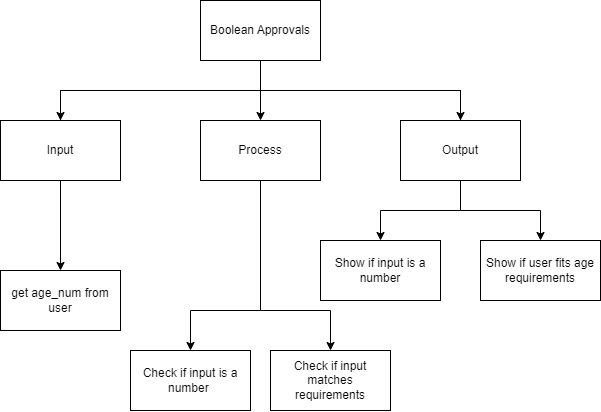 Boolean Approvals
Input
Process
Output
get age_num from
user
Show if input is a
number
Show if user fits age
requirements
Check if input is a
number
Check if input
matches
requirements